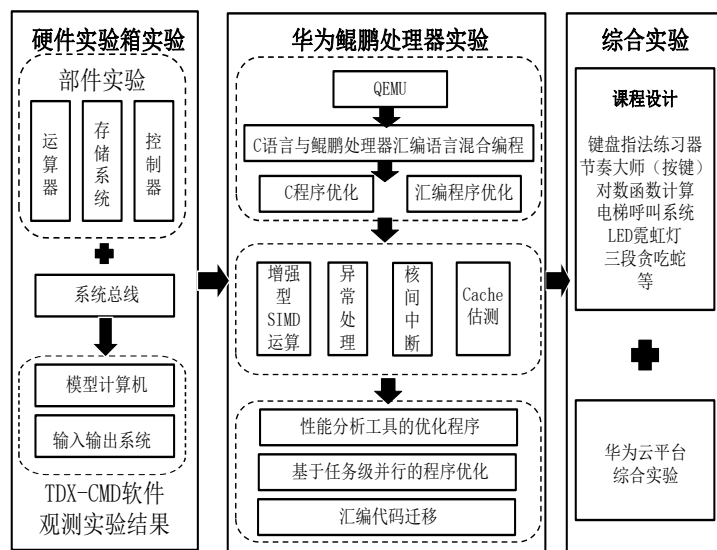 硬件实验箱实验
部件实验
运算器
存储系统
控制器
系统总线
模型计算机
输入输出系统
TDX-CMD软件
观测实验结果
华为鲲鹏处理器实验
QEMU
C语言与鲲鹏处理器汇编语言混合编程
C程序优化
汇编程序优化
增强
型
SIMD
运算
异常处理
核间中断
Cache
估测
性能分析工具的优化程序
基于任务级并行的程序优化
汇编代码迁移
综合实验
课程设计
键盘指法练习器
节奏大师（按键）
对数函数计算
电梯呼叫系统
LED霓虹灯
三段贪吃蛇
等
华为云平台
综合实验